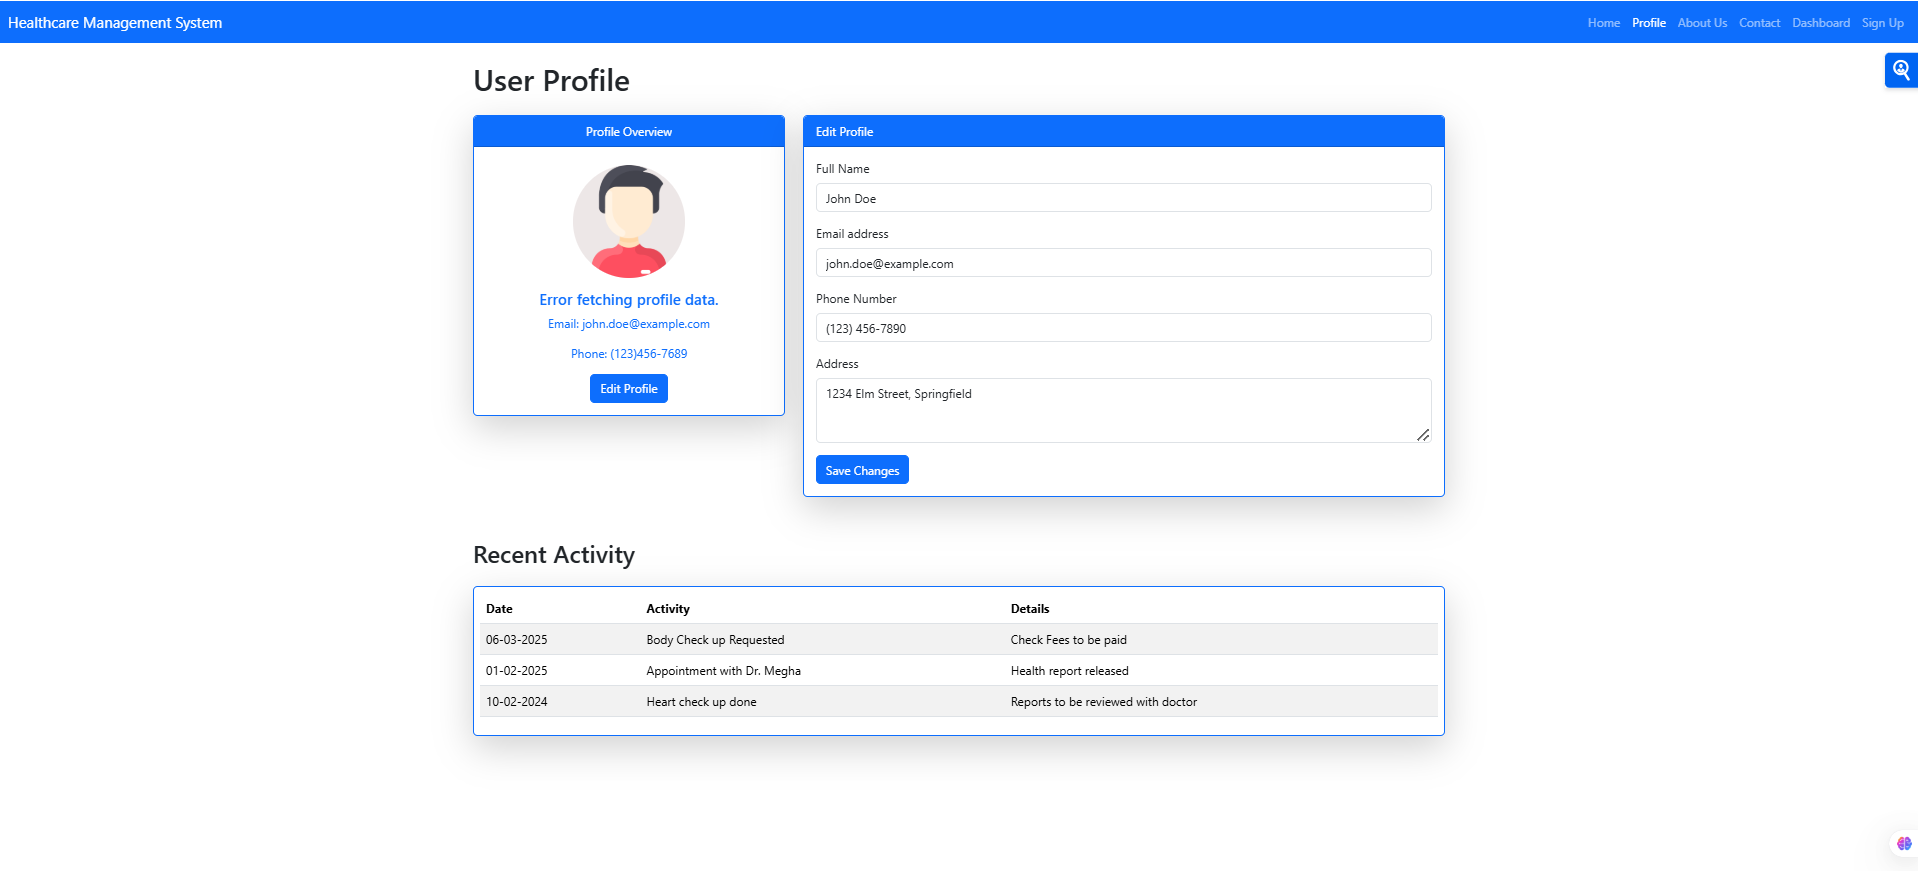 Healthcare Management System
Home Profile About Us Contact Dashboard Sign Up
User Profile
Profile Overview
Error fetching profile data.
Email: john.doe@example.com
Phone: (123)456-7689
Edit Profile
Edit Profile
Full Name
John Doe
Email address
john.doe@example.com
Phone Number
(123) 456-7890
Address
1234 Elm Street, Springfield
Save Changes
Recent Activity
Date Activity Details
06-03-2025 Body Check up Requested Check Fees to be paid
01-02-2025 Appointment with Dr. Megha Health report released
10-02-2024 Heart check up done Reports to be reviewed with doctor